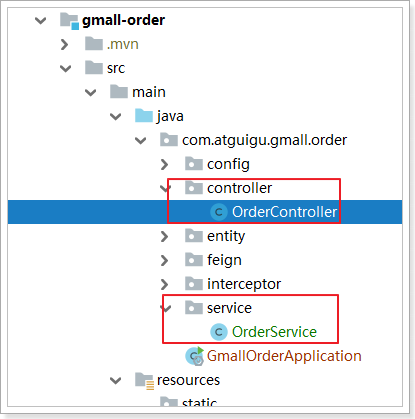 gmall-order
.mvn
src
main
java
com.atguigu.gmall.order
config
controller
OrderController
entity
feign
interceptor
service
OrderService
GmallOrderApplication
resources
static